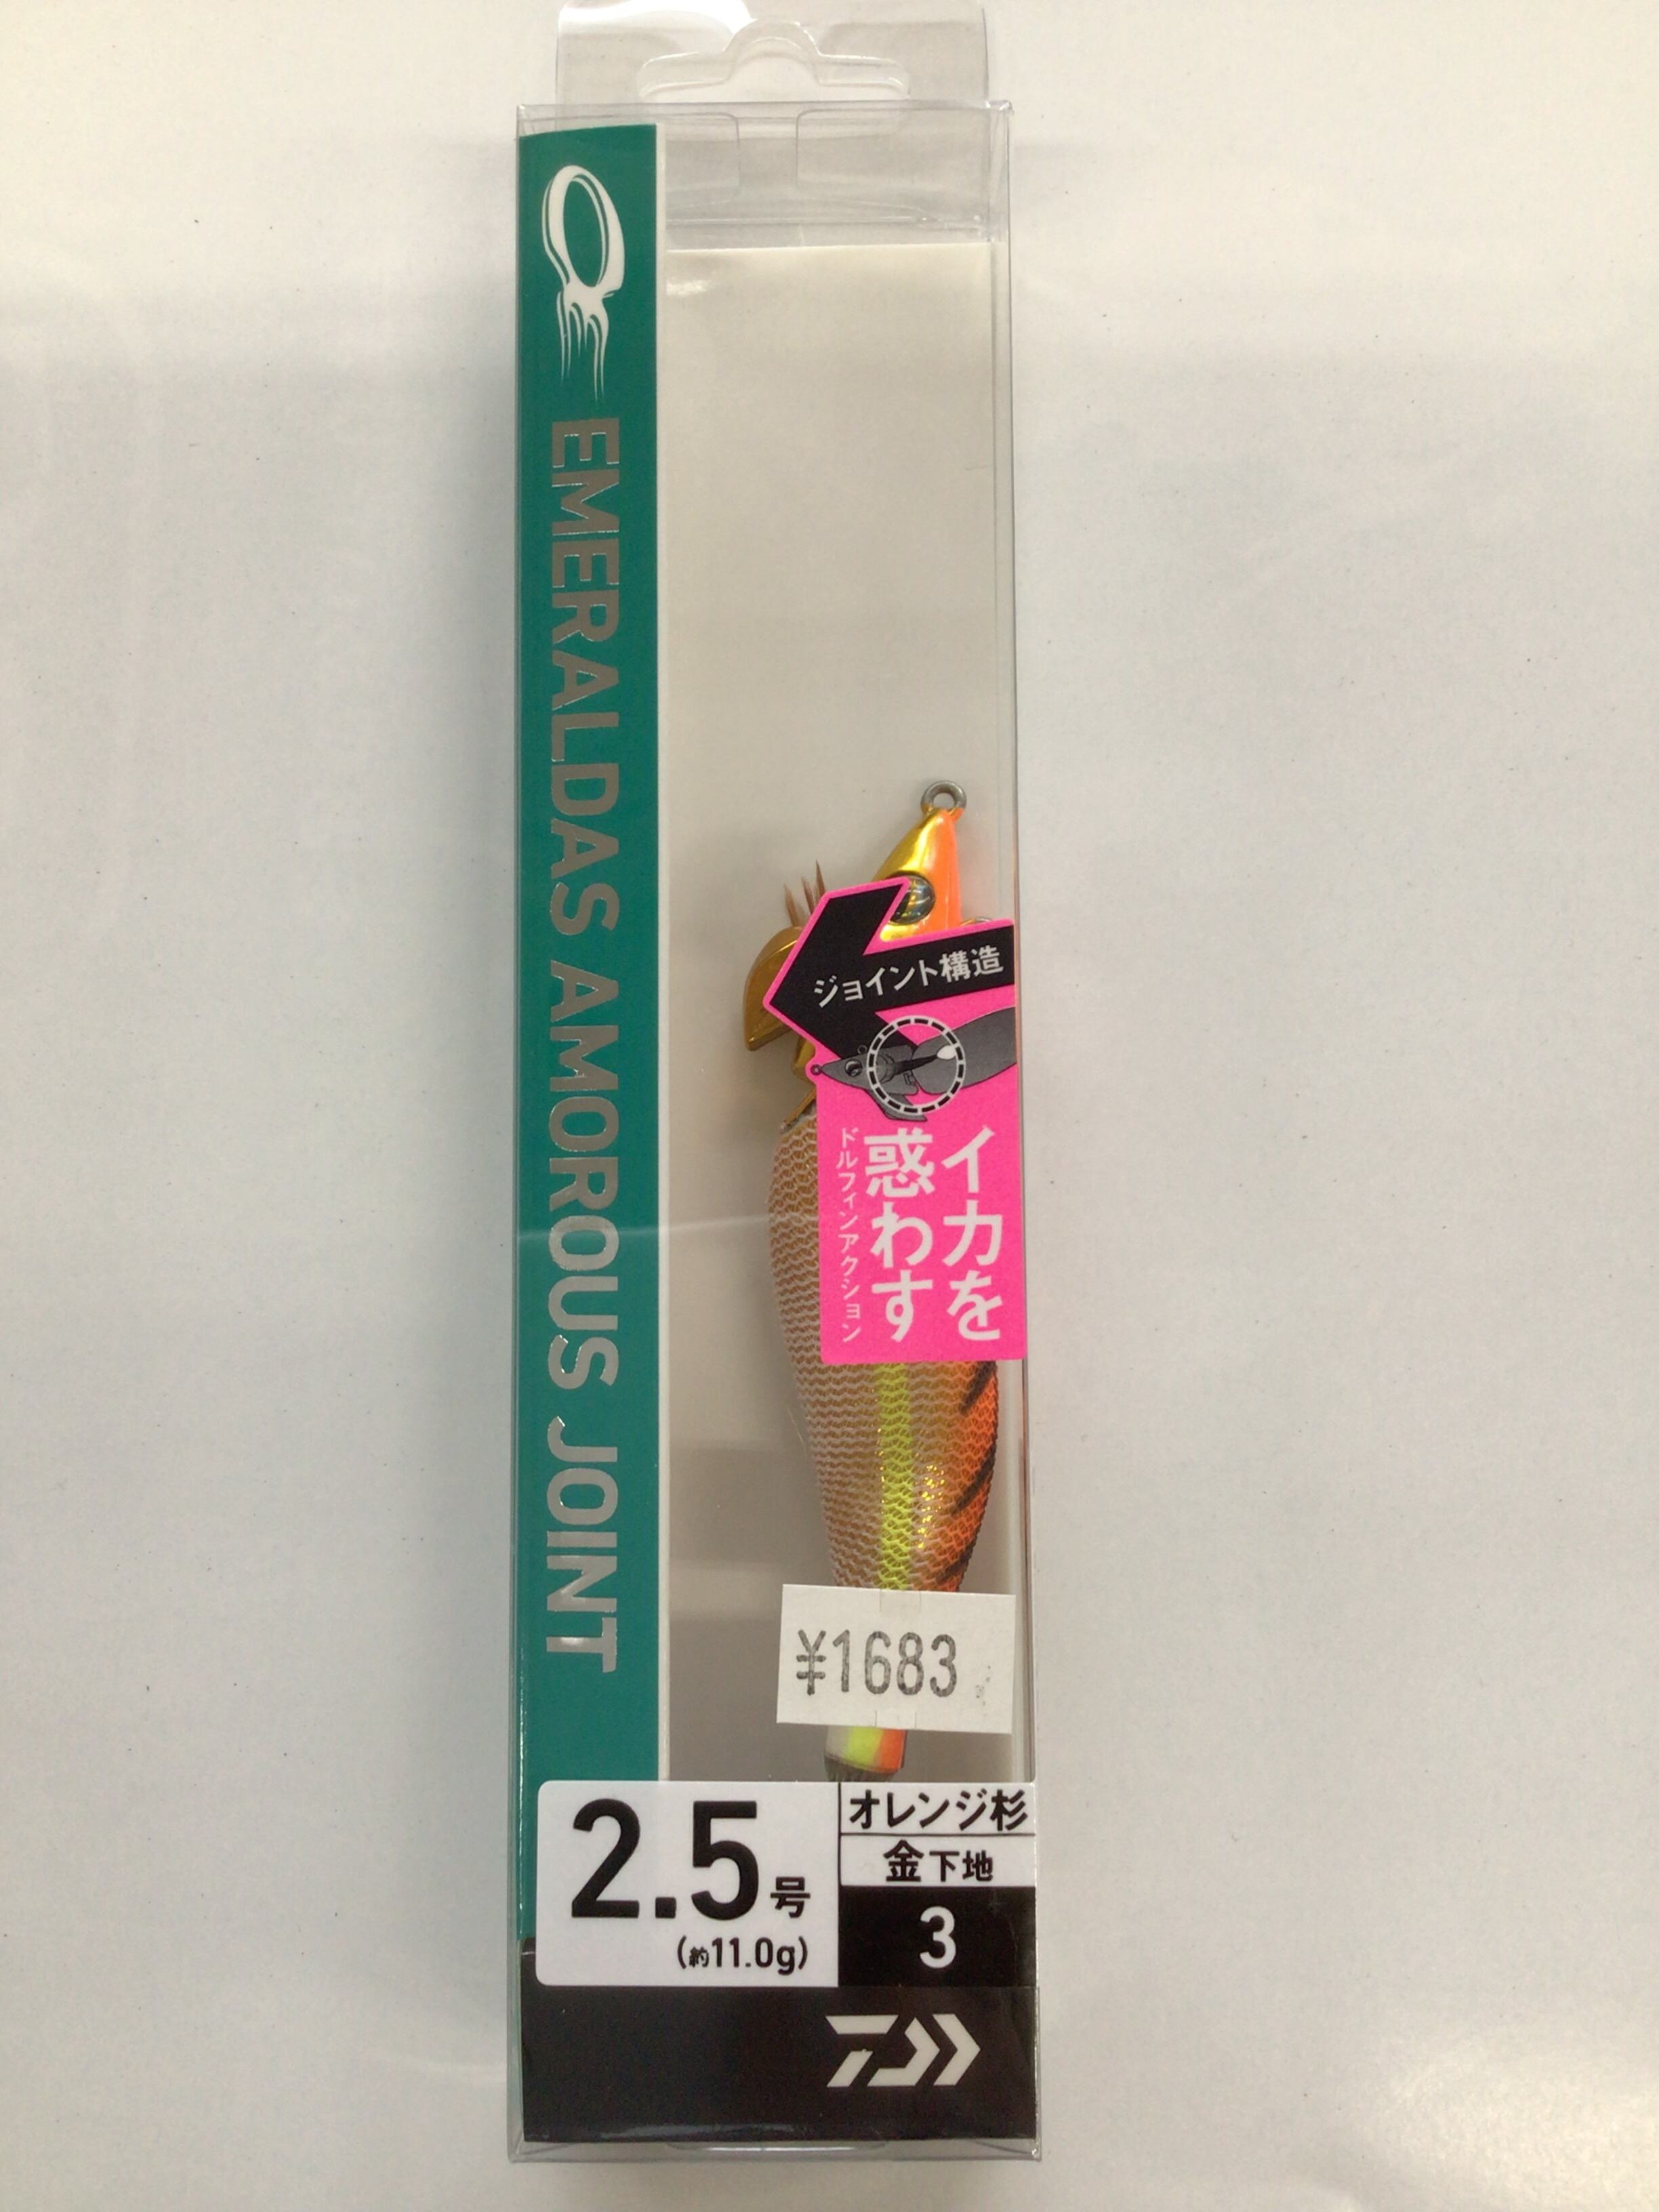 EMERALDAS AMOROUS JOINT
ジョイント構造
イカを
惑わす
ドルフィンアクション
¥1683
2.5号
(約11.0g)
オレンジ杉
金下地
3